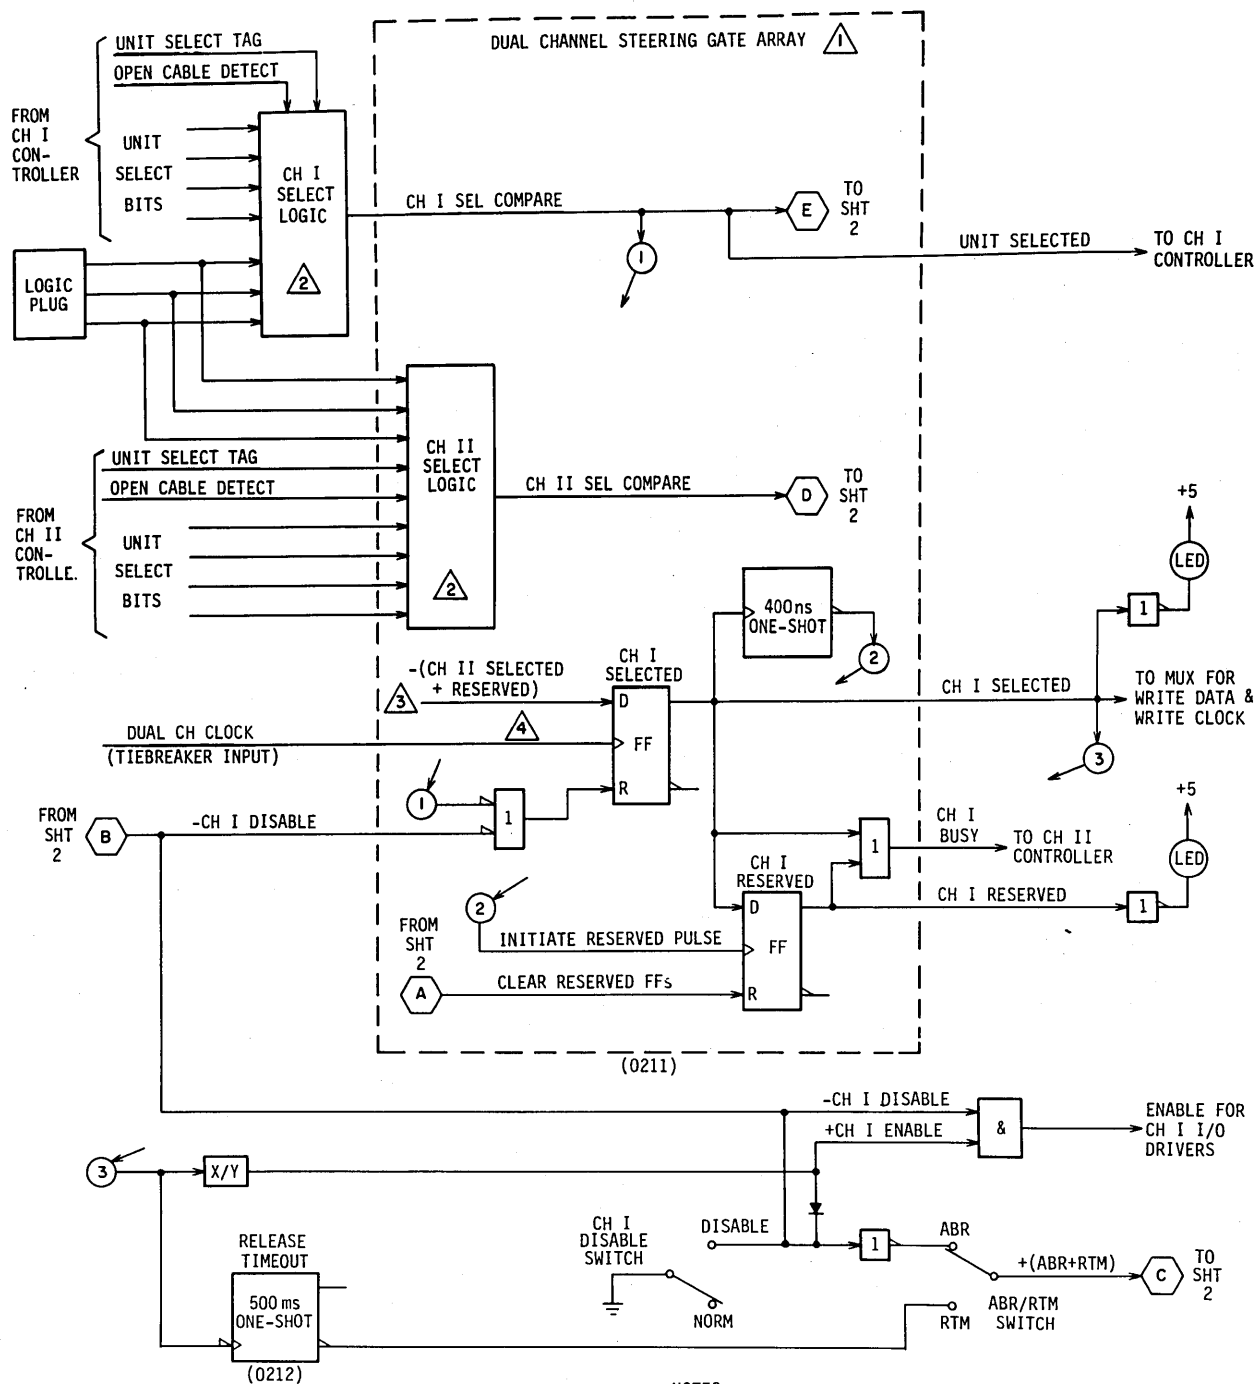 DUAL CHANNEL STEERING GATE ARRAY
1
UNIT SELECT TAG
OPEN CABLE DETECT
FROM
CH I
CON-
TROLLER
UNIT
SELECT
BITS
CH I
SELECT
LOGIC
2
LOGIC
PLUG
CH I SEL COMPARE
E
TO
SHT
2
1
UNIT SELECTED
TO CH I
CONTROLLER
CH II
SELECT
LOGIC
2
UNIT SELECT TAG
OPEN CABLE DETECT
FROM
CH II
CON-
TROLLE.
UNIT
SELECT
BITS
CH II SEL COMPARE
D
TO
SHT
2
+5
LED
1
400ns
ONE-SHOT
2
-(CH II SELECTED
+ RESERVED)
3
CH I
SELECTED
D
FF
R
4
DUAL CH CLOCK
(TIEBREAKER INPUT)
CH I SELECTED
TO MUX FOR
WRITE DATA &
WRITE CLOCK
3
1
1
FROM
SHT
2
B
-CH I DISABLE
CH I
BUSY
1
TO CH II
CONTROLLER
+5
LED
CH I
RESERVED
D
FF
R
CH I RESERVED
1
2
INITIATE RESERVED PULSE
FROM
SHT
2
A
CLEAR RESERVED FFs
(0211)
-CH I DISABLE
+CH I ENABLE
&
ENABLE FOR
CH I I/O
DRIVERS
3
X/Y
CH I
DISABLE
SWITCH
DISABLE
NORM
1
ABR
+(ABR+RTM)
C
TO
SHT
2
RTM
ABR/RTM
SWITCH
RELEASE
TIMEOUT
500 ms
ONE-SHOT
(0212)